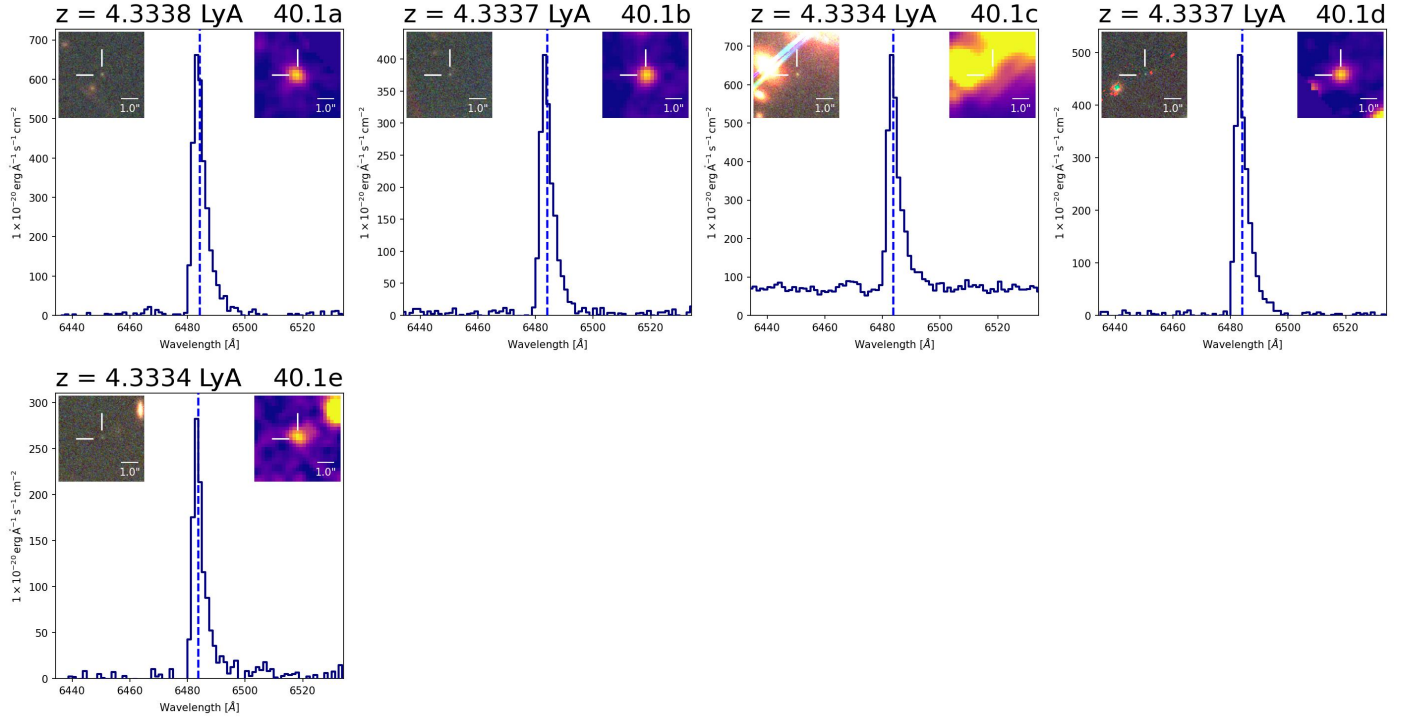 z = 4.3338 LyA 40.1a
700
600
500
400
300
200
100
0
1 × 10⁻²⁰ erg Å⁻¹ s⁻¹ cm⁻²
1.0"
1.0"
6440 6460 6480 6500 6520
Wavelength [Å]
z = 4.3337 LyA 40.1b
400
350
300
250
200
150
100
50
0
1 × 10⁻²⁰ erg Å⁻¹ s⁻¹ cm⁻²
1.0"
1.0"
6440 6460 6480 6500 6520
Wavelength [Å]
z = 4.3334 LyA 40.1c
700
600
500
400
300
200
100
0
1 × 10⁻²⁰ erg Å⁻¹ s⁻¹ cm⁻²
1.0"
1.0"
6440 6460 6480 6500 6520
Wavelength [Å]
z = 4.3337 LyA 40.1d
500
400
300
200
100
0
1 × 10⁻²⁰ erg Å⁻¹ s⁻¹ cm⁻²
1.0"
1.0"
6440 6460 6480 6500 6520
Wavelength [Å]
z = 4.3334 LyA 40.1e
300
250
200
150
100
50
0
1 × 10⁻²⁰ erg Å⁻¹ s⁻¹ cm⁻²
1.0"
1.0"
6440 6460 6480 6500 6520
Wavelength [Å]